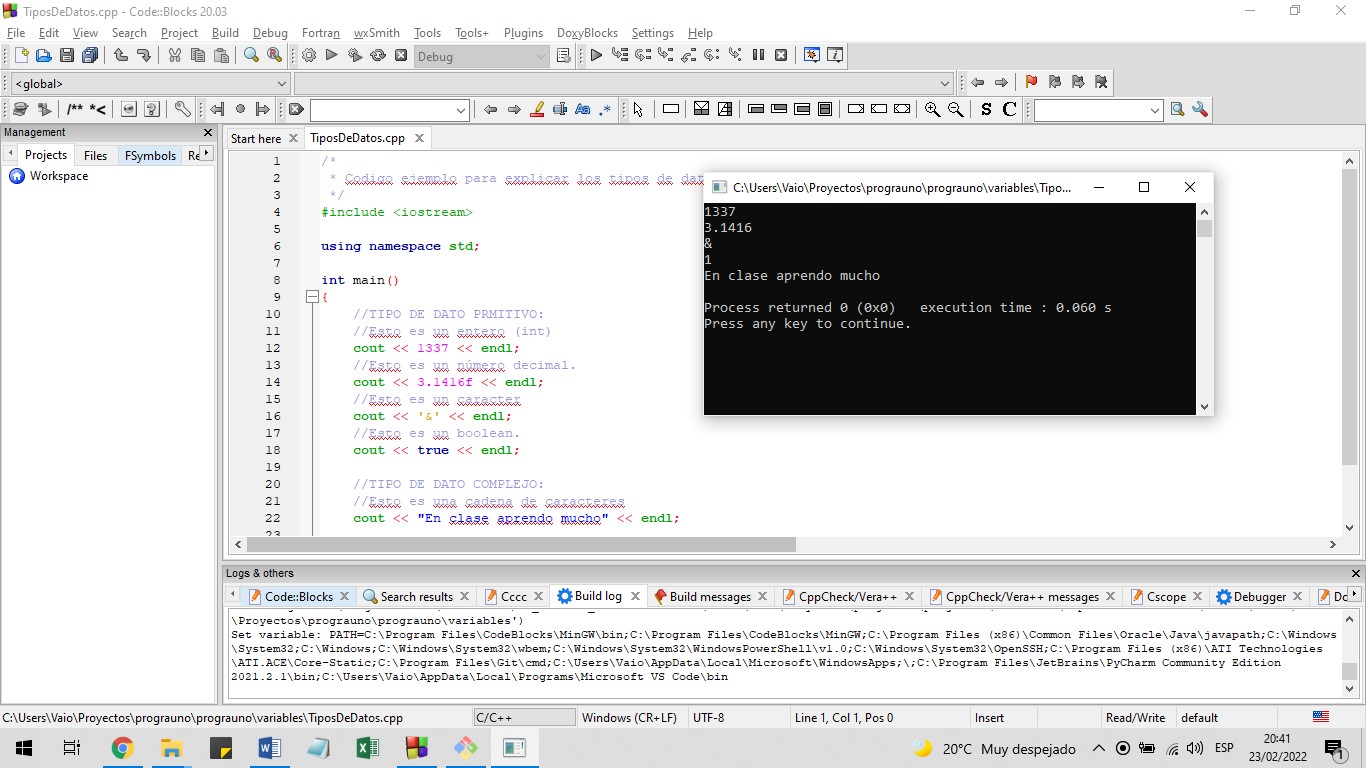 TiposDeDatos.cpp - Code::Blocks 20.03
File Edit View Search Project Build Debug Fortran wxSmith Tools Tools+ Plugins DoxyBlocks Settings Help
Debug
<global>
/** *<
Aa .* S C
Management
Projects Files FSymbols Re
Workspace
Start here TiposDeDatos.cpp
1 /*
2 * Codigo ejemplo para explicar los tipos de dat
3 */
4 #include <iostream>
5
6 using namespace std;
7
8 int main()
9 {
10 //TIPO DE DATO PRMITIVO:
11 //Esto es un entero (int)
12 cout << 1337 << endl;
13 //Esto es un número decimal.
14 cout << 3.1416f << endl;
15 //Esto es un caracter
16 cout << '&' << endl;
17 //Esto es un boolean.
18 cout << true << endl;
19
20 //TIPO DE DATO COMPLEJO:
21 //Esto es una cadena de caracteres
22 cout << "En clase aprendo mucho" << endl;
23
C:\Users\Vaio\Proyectos\prograuno\prograuno\variables\Tipo...
1337
3.1416
&
1
En clase aprendo mucho
Process returned 0 (0x0) execution time : 0.060 s
Press any key to continue.
Logs & others
Code::Blocks Search results Cccc Build log Build messages CppCheck/Vera++ CppCheck/Vera++ messages Cscope Debugger Do
\Proyectos\prograuno\prograuno\variables')
Set variable: PATH=C:\Program Files\CodeBlocks\MinGW\bin;C:\Program Files\CodeBlocks\MinGW;C:\Program Files (x86)\Common Files\Oracle\Java\javapath;C:\Windows
\System32;C:\Windows;C:\Windows\System32\wbem;C:\Windows\System32\WindowsPowerShell\v1.0;C:\Windows\System32\OpenSSH;C:\Program Files (x86)\ATI Technologies
\ATI.ACE\Core-Static;C:\Program Files\Git\cmd;C:\Users\Vaio\AppData\Local\Microsoft\WindowsApps;\;C:\Program Files\JetBrains\PyCharm Community Edition
2021.2.1\bin;C:\Users\Vaio\AppData\Local\Programs\Microsoft VS Code\bin
C:\Users\Vaio\Proyectos\prograuno\prograuno\variables\TiposDeDatos.cpp C/C++ Windows (CR+LF) UTF-8 Line 1, Col 1, Pos 0 Insert Read/Write default
20°C Muy despejado ESP 20:41
23/02/2022 1